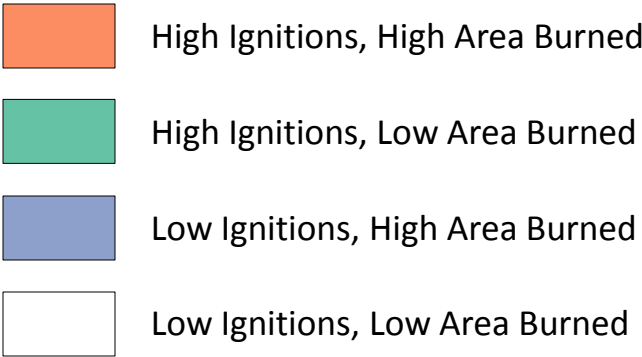 High Ignitions, High Area Burned
High Ignitions, Low Area Burned
Low Ignitions, High Area Burned
Low Ignitions, Low Area Burned